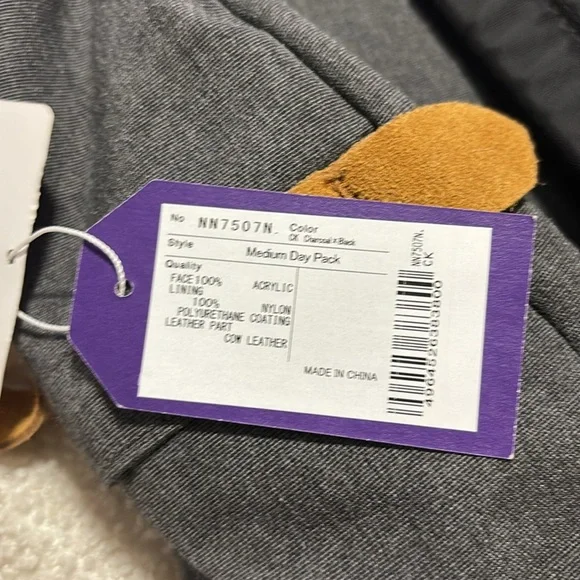 No NN7507N. Color
CK Charcoal × Black
Style Medium Day Pack
Quality
FACE100% ACRYLIC
LINING
100% NYLON
POLYURETHANE COATING
LEATHER PART
COW LEATHER
MADE IN CHINA
NN7507N.
CK
4964526383800